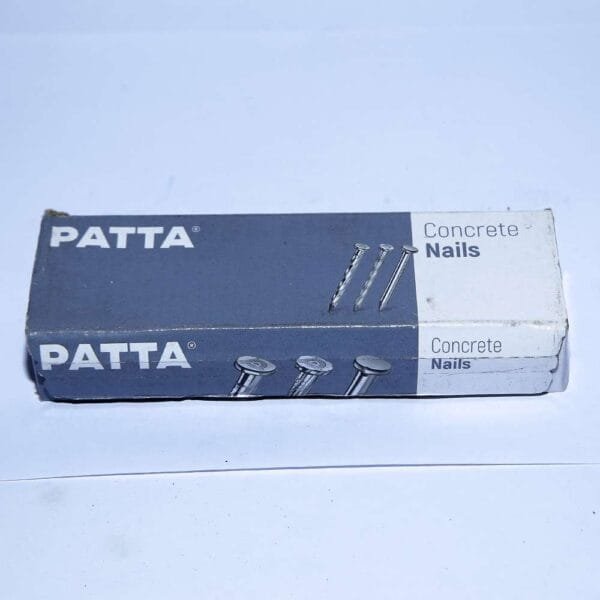 PATTA®
Concrete
Nails
PATTA®
Concrete
Nails